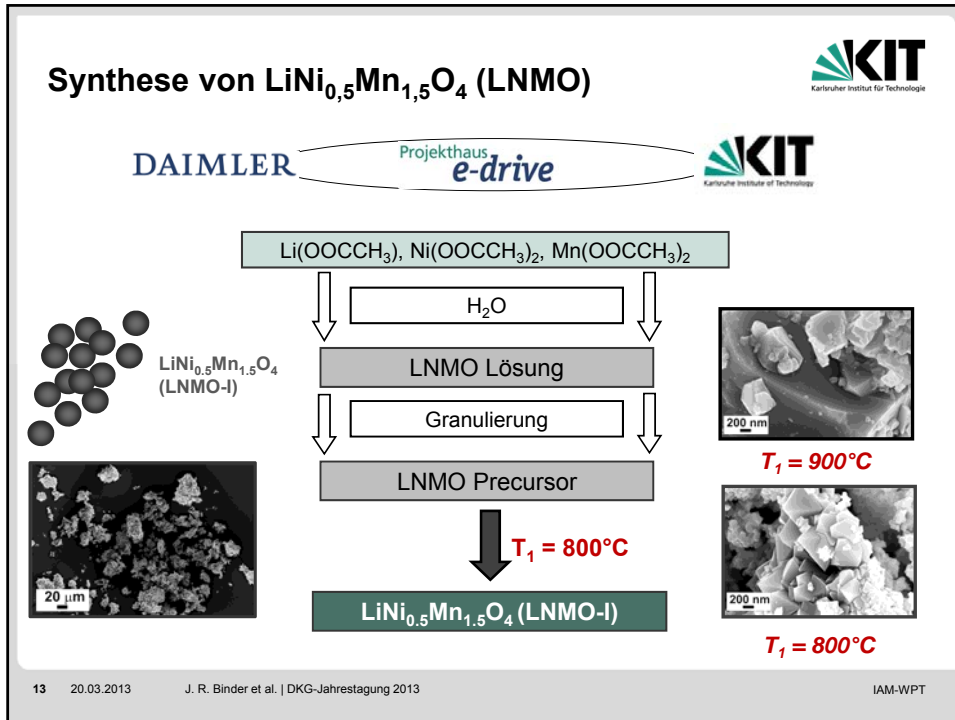 Synthese von LiNi₀,₅Mn₁,₅O₄ (LNMO)
KIT
Karlsruher Institut für Technologie
DAIMLER
Projekthaus
e-drive
KIT
Karlsruhe Institute of Technology
Li(OOCCH₃), Ni(OOCCH₃)₂, Mn(OOCCH₃)₂
H₂O
LiNi₀.₅Mn₁.₅O₄
(LNMO-I)
LNMO Lösung
Granulierung
200 nm
T₁ = 900°C
LNMO Precursor
T₁ = 800°C
20 µm
LiNi₀.₅Mn₁.₅O₄ (LNMO-I)
200 nm
T₁ = 800°C
13 20.03.2013 J. R. Binder et al. | DKG-Jahrestagung 2013 IAM-WPT